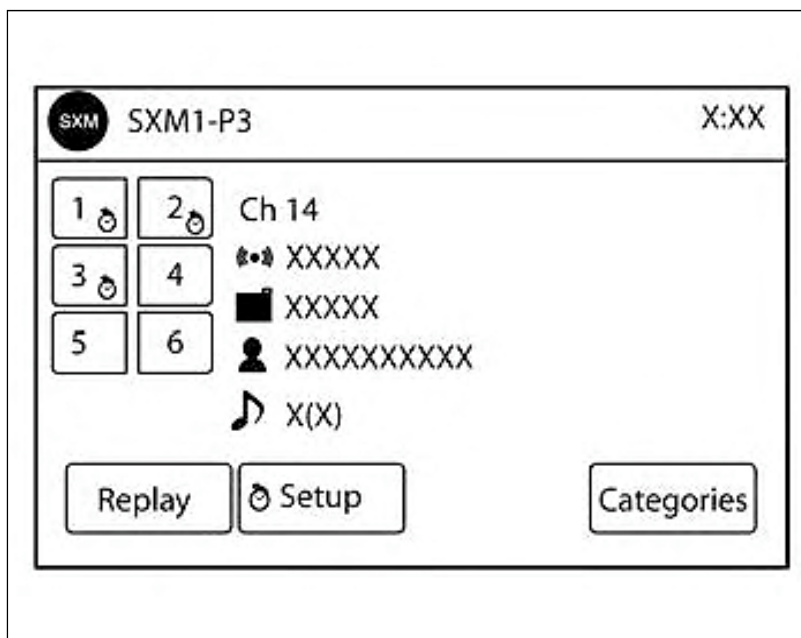 SXM SXM1-P3 X:XX
1 2 Ch 14
XXXXX
3 4
XXXXX
5 6
XXXXXXXXXX
X(X)
Replay Setup Categories